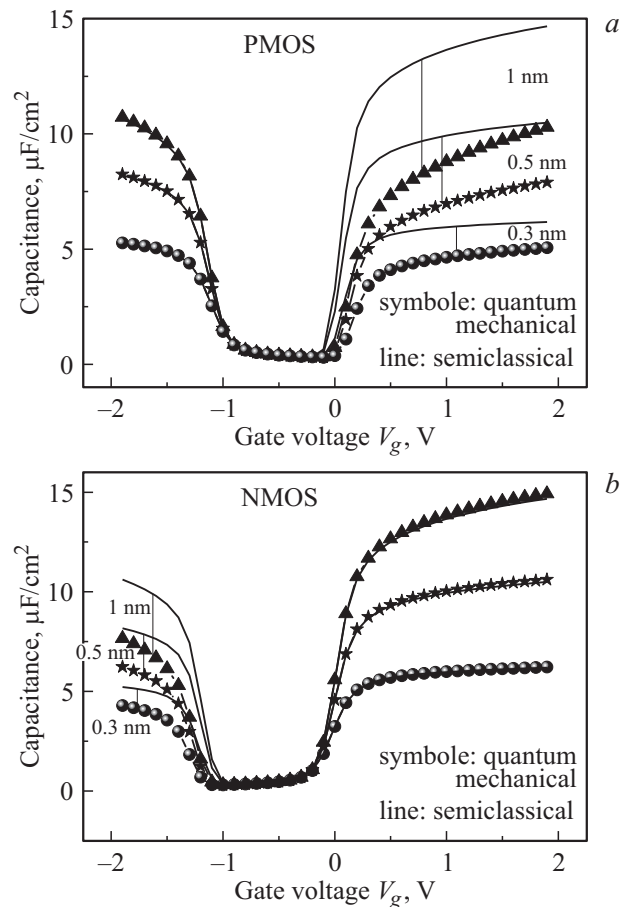 a
15
PMOS
1 nm
10
0.5 nm
0.3 nm
5
symbole: quantum
mechanical
line: semiclassical
0
Capacitance, μF/cm²
–2 –1 0 1 2
Gate voltage Vg, V
b
15
NMOS
10
1 nm
0.5 nm
5
0.3 nm
symbole: quantum
mechanical
line: semiclassical
0
Capacitance, μF/cm²
–2 –1 0 1 2
Gate voltage Vg, V